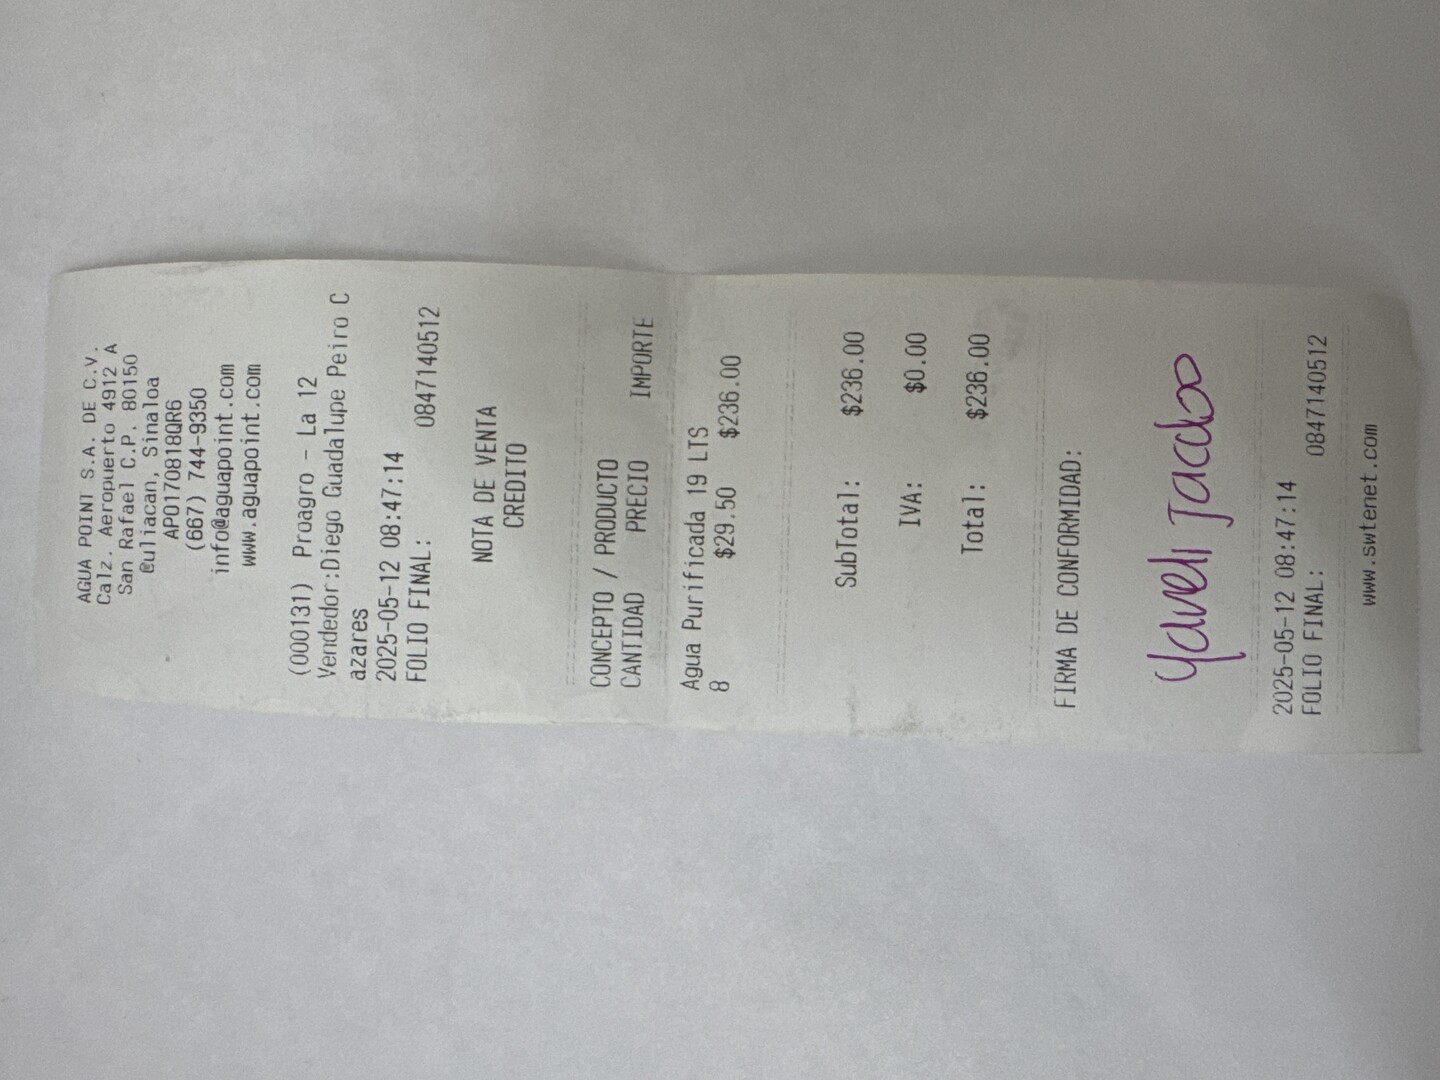 AGUA POINT S.A. DE C.V.
Calz. Aeropuerto 4912 A
San Rafael C.P. 80150
@uliacan, Sinaloa
APO170818QR6
(667) 744-9350
info@aguapoint.com
www.aguapoint.com
(000131) Proagro - La 12
Vendedor:Diego Guadalupe Peiro C
azares
2025-05-12 08:47:14
FOLIO FINAL: 0847140512
NOTA DE VENTA
CREDITO
CONCEPTO / PRODUCTO
CANTIDAD PRECIO IMPORTE
Agua Purificada 19 LTS
8 $29.50 $236.00
SubTotal: $236.00
IVA: $0.00
Total: $236.00
FIRMA DE CONFORMIDAD:
Yaveli
2025-05-12 08:47:14
FOLIO FINAL: 0847140512
www.swtenet.com